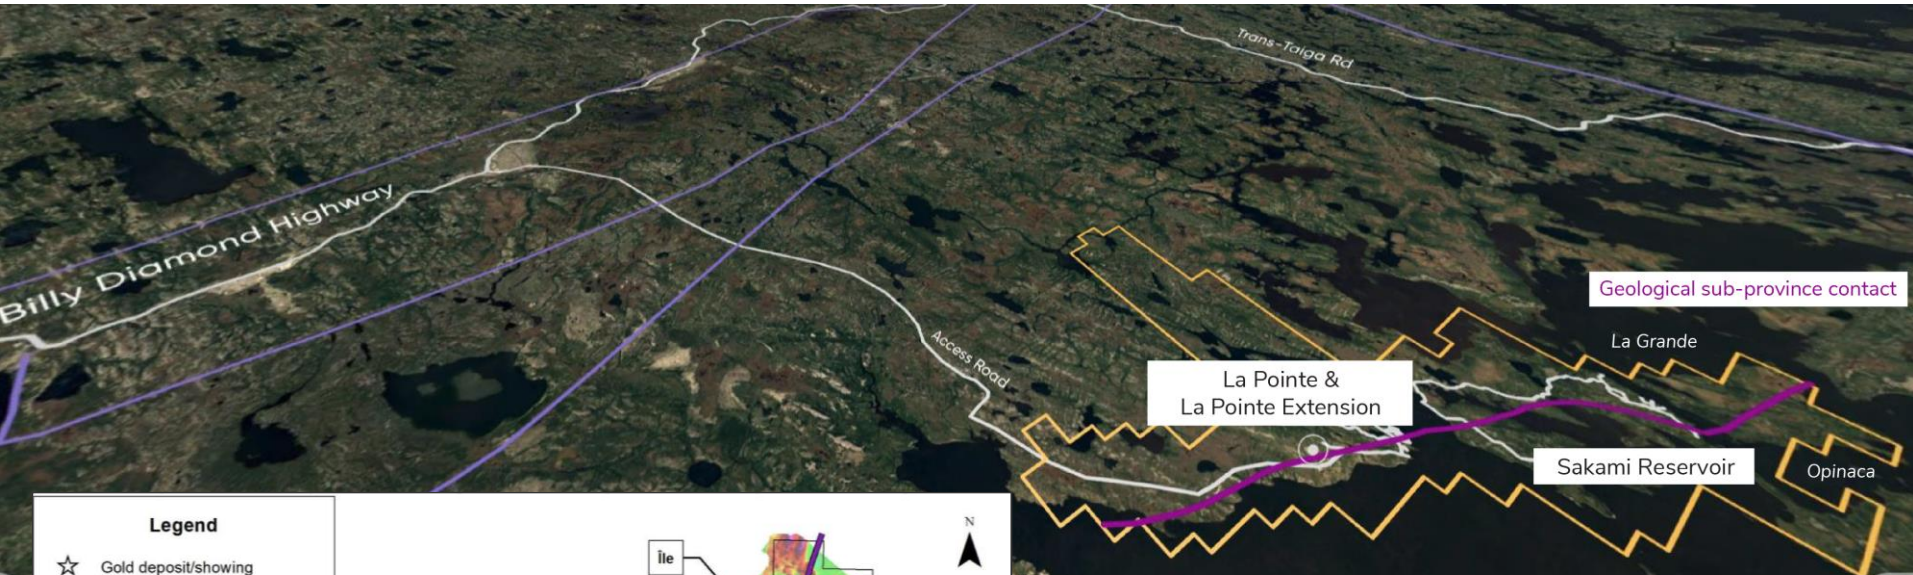 Trans-Taiga Rd
Billy Diamond Highway
Geological sub-province contact
La Grande
Access Road
La Pointe &
La Pointe Extension
Sakami Reservoir
Opinaca
Legend
Gold deposit/showing
Île
N